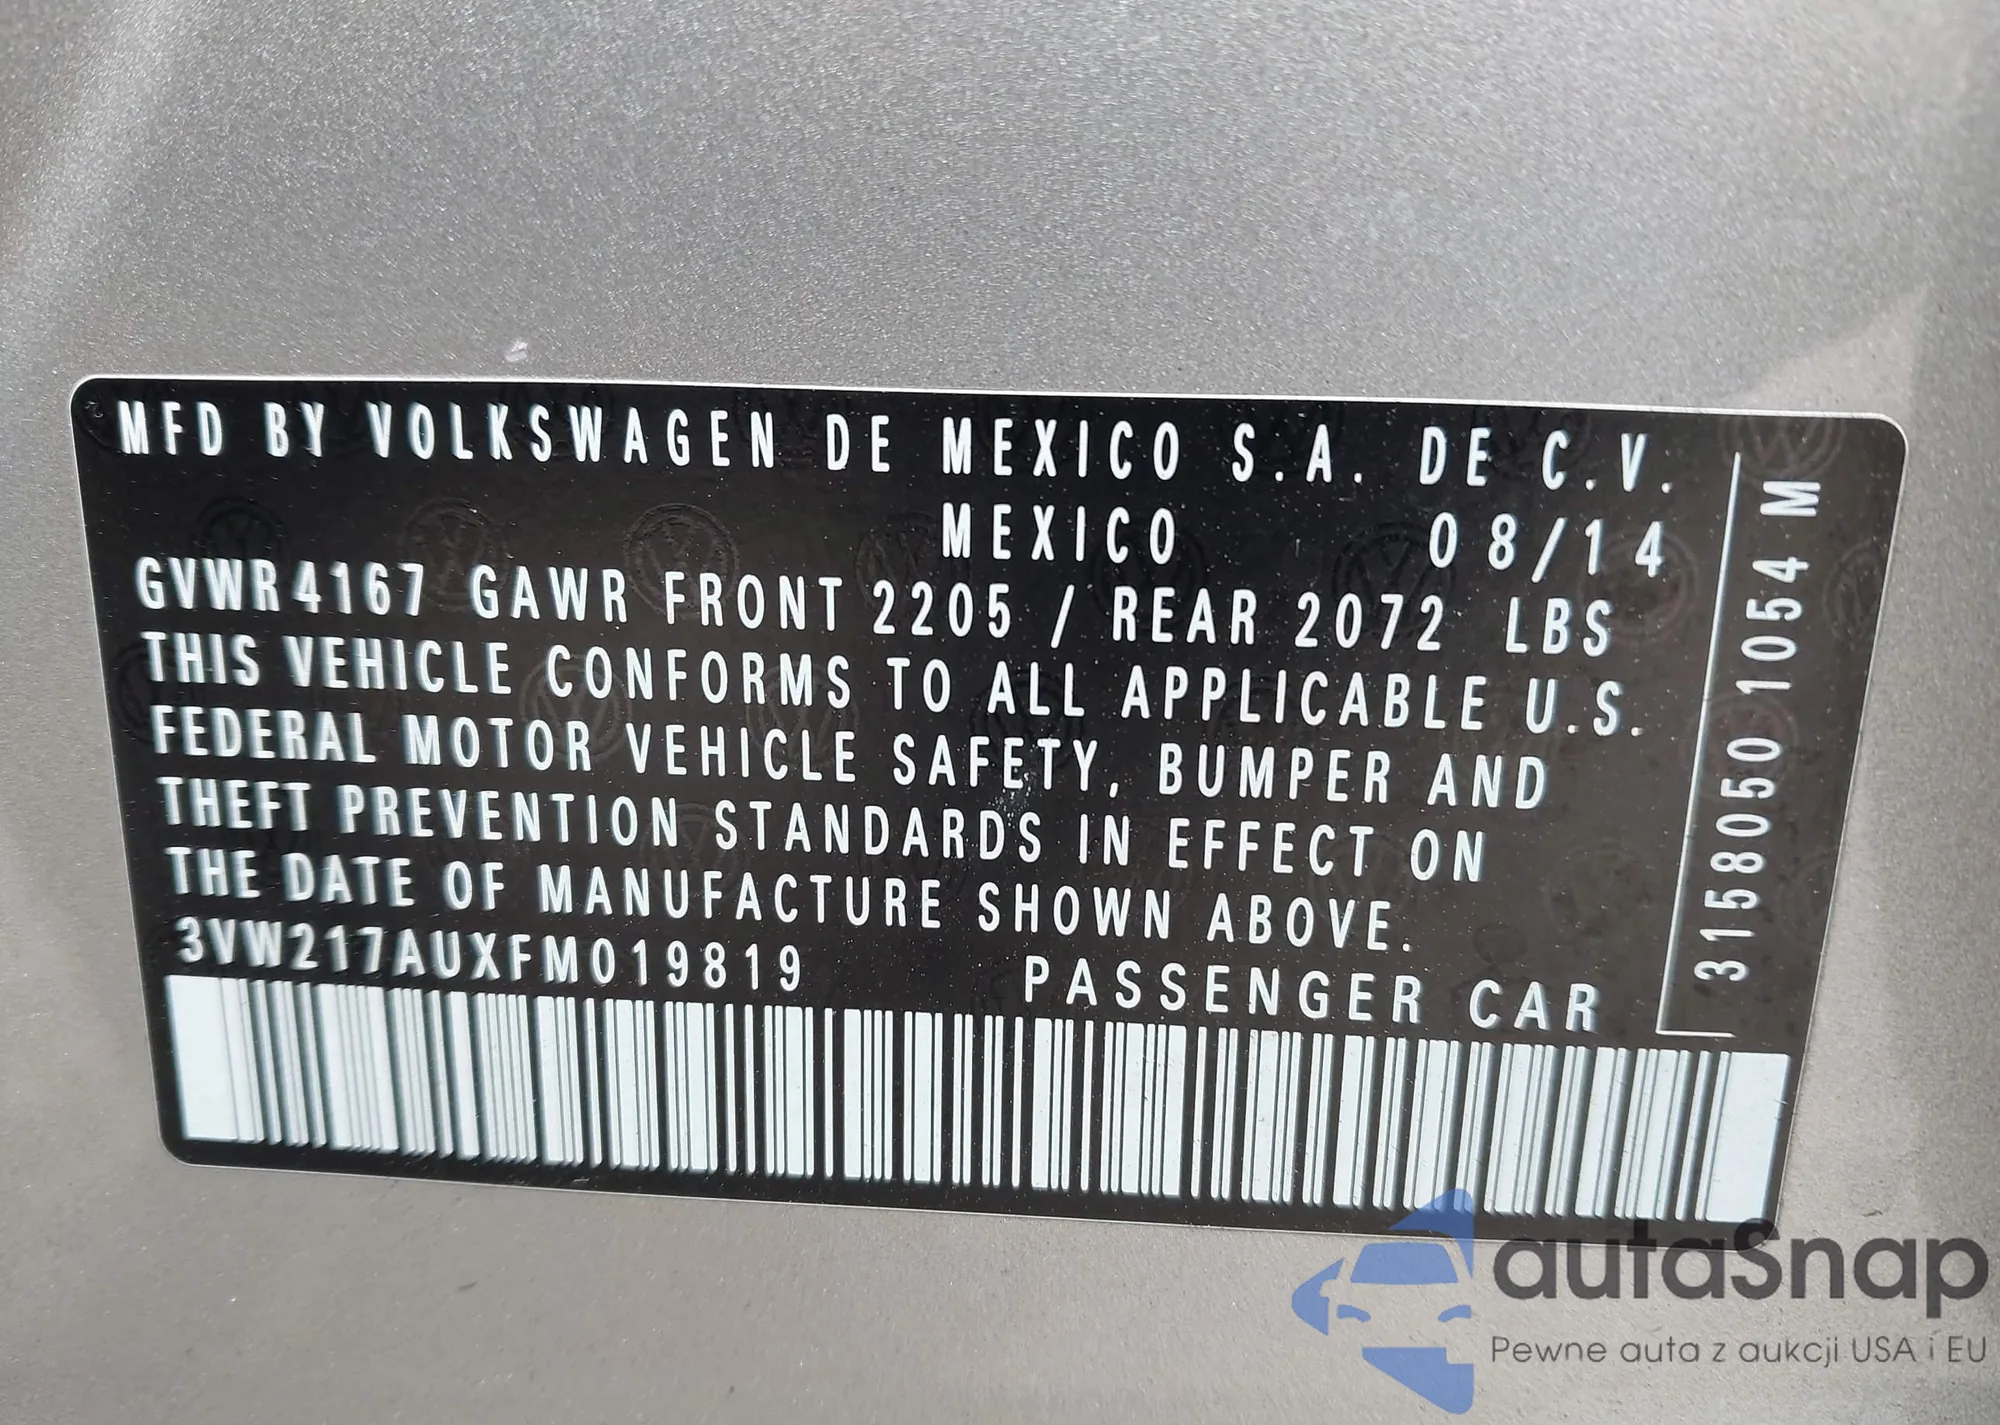 MFD BY VOLKSWAGEN DE MEXICO S.A. DE C.V.
MEXICO 08/14
GVWR 4167 GAWR FRONT 2205 / REAR 2072 LBS
THIS VEHICLE CONFORMS TO ALL APPLICABLE U.S.
FEDERAL MOTOR VEHICLE SAFETY, BUMPER AND
THEFT PREVENTION STANDARDS IN EFFECT ON
THE DATE OF MANUFACTURE SHOWN ABOVE.
3VW217AUXFM019819 PASSENGER CAR
3158050 1054 M
autaSnap
Pewne auta z aukcji USA i EU